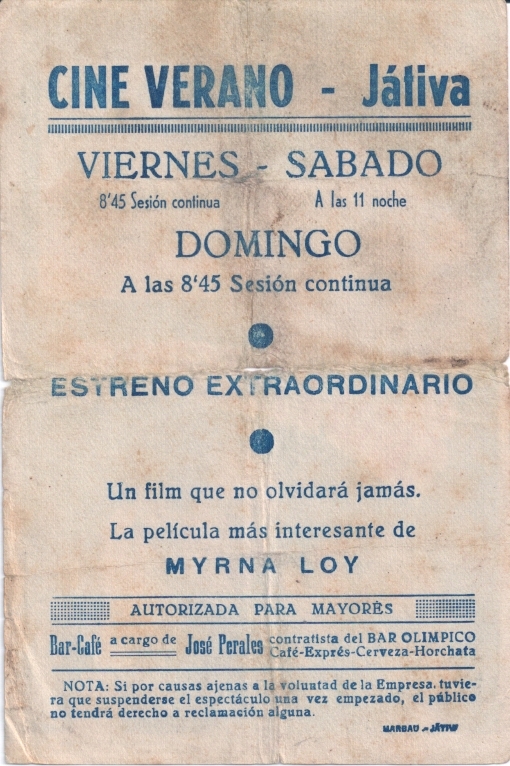 CINE VERANO - Játiva
VIERNES - SABADO
8'45 Sesión continua A las 11 noche
DOMINGO
A las 8'45 Sesión continua
ESTRENO EXTRAORDINARIO
Un film que no olvidará jamás.
La película más interesante de
MYRNA LOY
AUTORIZADA PARA MAYORES
Bar-Café a cargo de José Perales contratista del BAR OLIMPICO
Café-Exprés-Cerveza-Horchata
NOTA: Si por causas ajenas a la voluntad de la Empresa. tuvie-
ra que suspenderse el espectáculo una vez empezado, el público
no tendrá derecho a reclamación alguna.
MARBAU - JÁTIVA